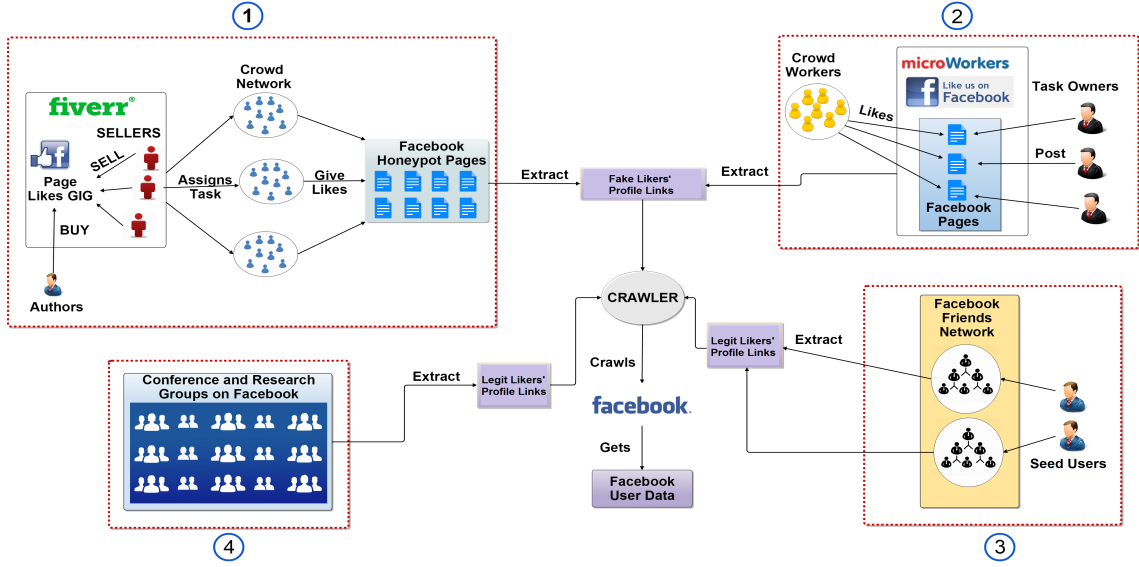 1
fiverr®
SELLERS
SELL
Page
Likes GIG
BUY
Authors
Assigns
Task
Crowd
Network
Give
Likes
Facebook
Honeypot Pages
Extract
Fake Likers'
Profile Links
Extract
2
Crowd
Workers
microWorkers
Like us on
Facebook
Likes
Task Owners
Post
Facebook
Pages
CRAWLER
Crawls
facebook.
Gets
Facebook
User Data
Legit Likers'
Profile Links
Extract
Facebook
Friends
Network
Seed Users
3
Conference and Research
Groups on Facebook
Extract
Legit Likers'
Profile Links
4